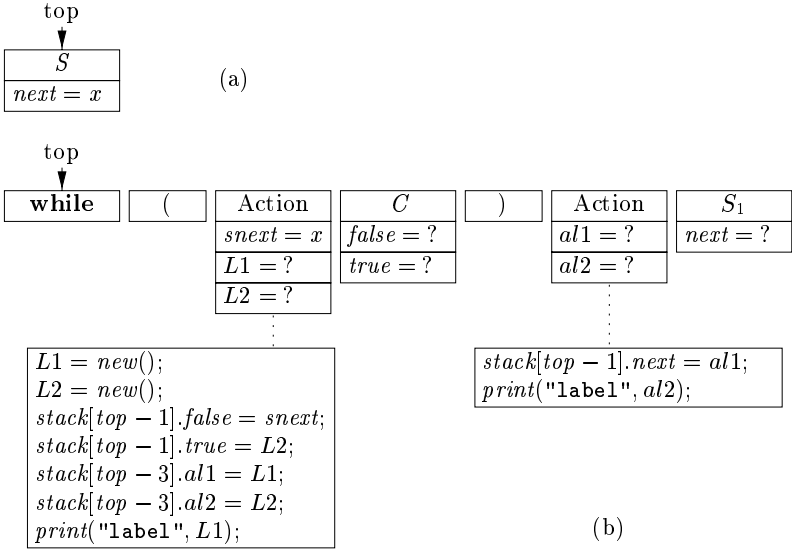 top
S
next = x
(a)
top
while ( Action C ) Action S1
snext = x false = ? al1 = ? next = ?
L1 = ? true = ? al2 = ?
L2 = ?
L1 = new();
L2 = new();
stack[top − 1].false = snext;
stack[top − 1].true = L2;
stack[top − 3].al1 = L1;
stack[top − 3].al2 = L2;
print("label", L1);
stack[top − 1].next = al1;
print("label", al2);
(b)